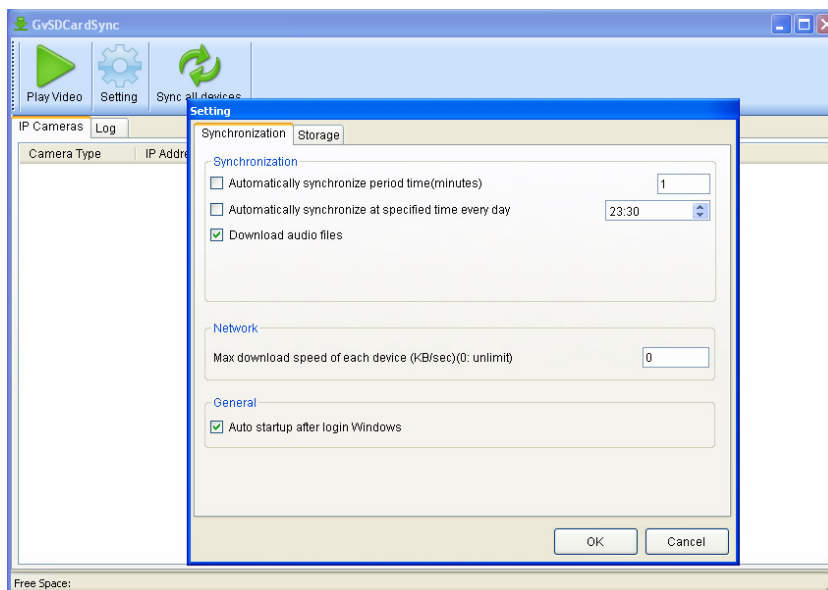 GvSDCardSync
Play Video
Setting
Sync all devices
IP Cameras
Log
Camera Type
IP Addre
Setting
Synchronization
Storage
Synchronization
Automatically synchronize period time(minutes)
1
Automatically synchronize at specified time every day
23:30
Download audio files
Network
Max download speed of each device (KB/sec)(0: unlimit)
0
General
Auto startup after login Windows
OK
Cancel
Free Space: